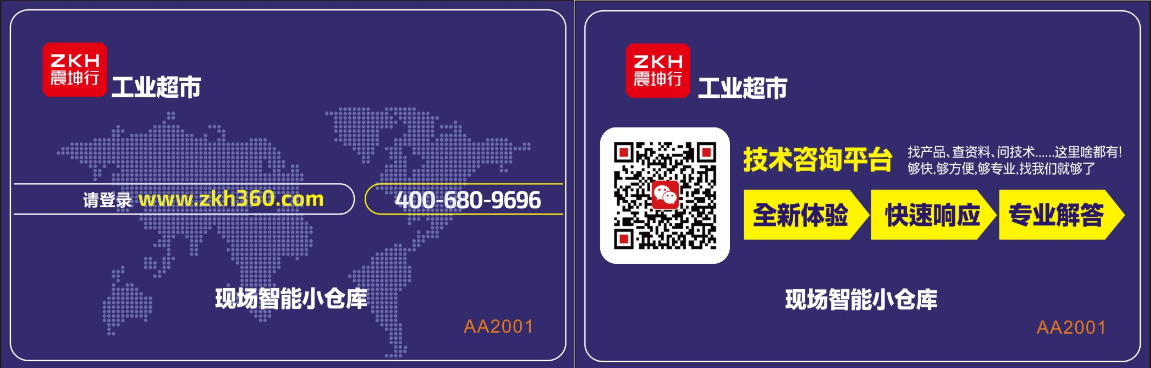 ZKH
震坤行
工业超市
请登录 www.zkh360.com
400-680-9696
现场智能小仓库
AA2001
ZKH
震坤行
工业超市
技术咨询平台
找产品、查资料、问技术......这里啥都有!
够快,够方便,够专业,找我们就够了
全新体验
快速响应
专业解答
现场智能小仓库
AA2001